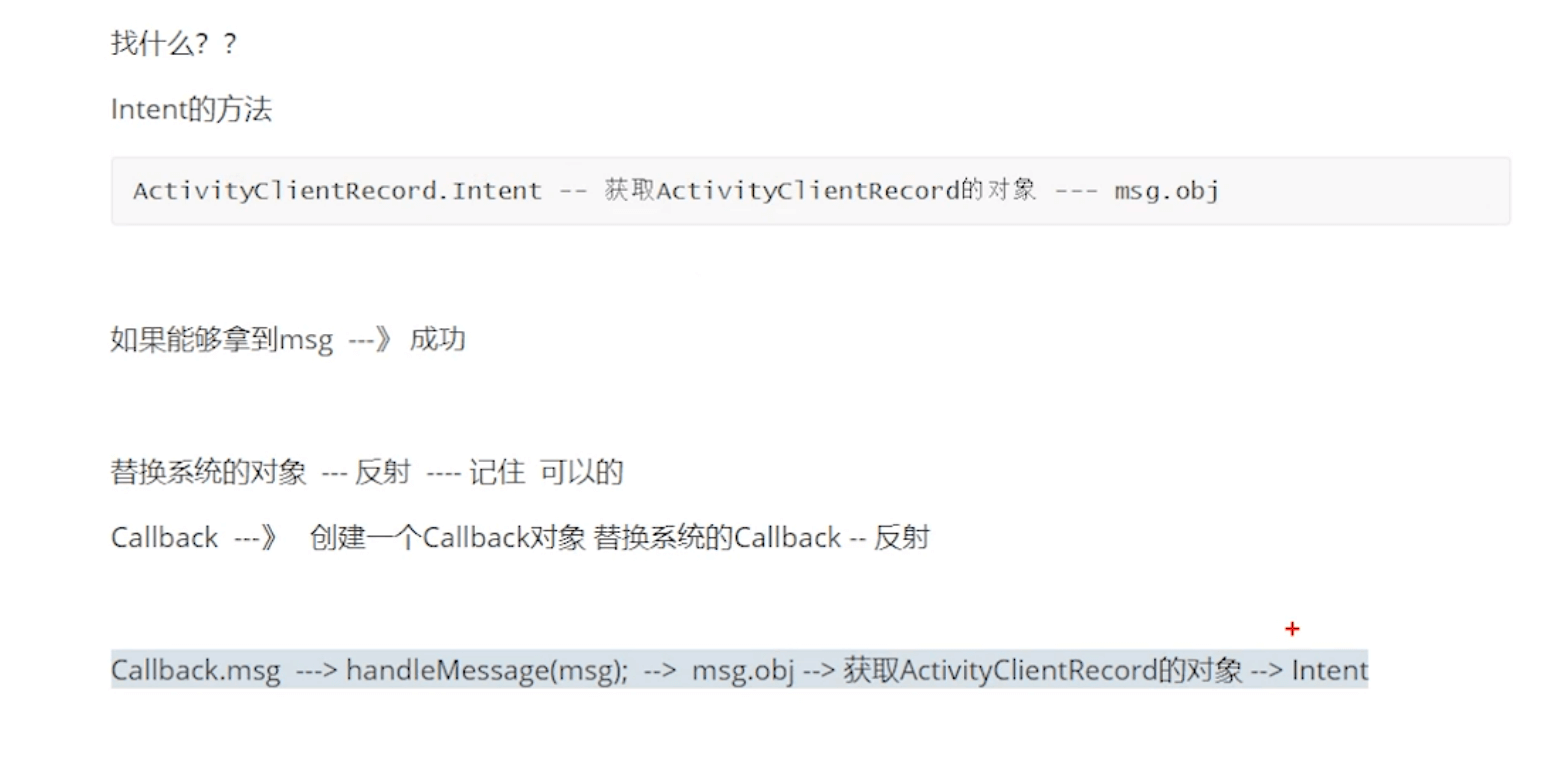 找什么？？
Intent的方法
ActivityClientRecord.Intent -- 获取ActivityClientRecord的对象 --- msg.obj
如果能够拿到msg ---》 成功
替换系统的对象 --- 反射 ---- 记住 可以的
Callback ---》 创建一个Callback对象 替换系统的Callback -- 反射
Callback.msg ---> handleMessage(msg); --> msg.obj --> 获取ActivityClientRecord的对象 --> Intent